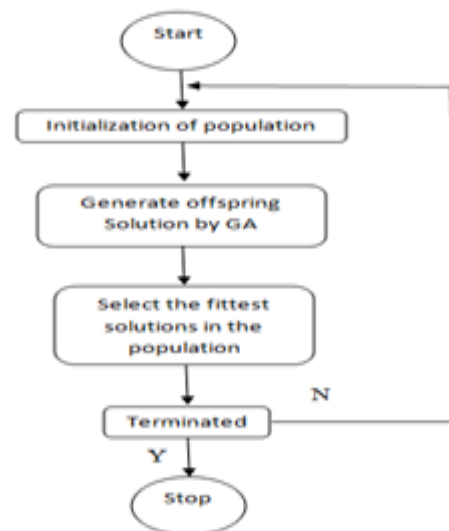 Start
Initialization of population
Generate offspring
Solution by GA
Select the fittest
solutions in the
population
N
Terminated
Y
Stop